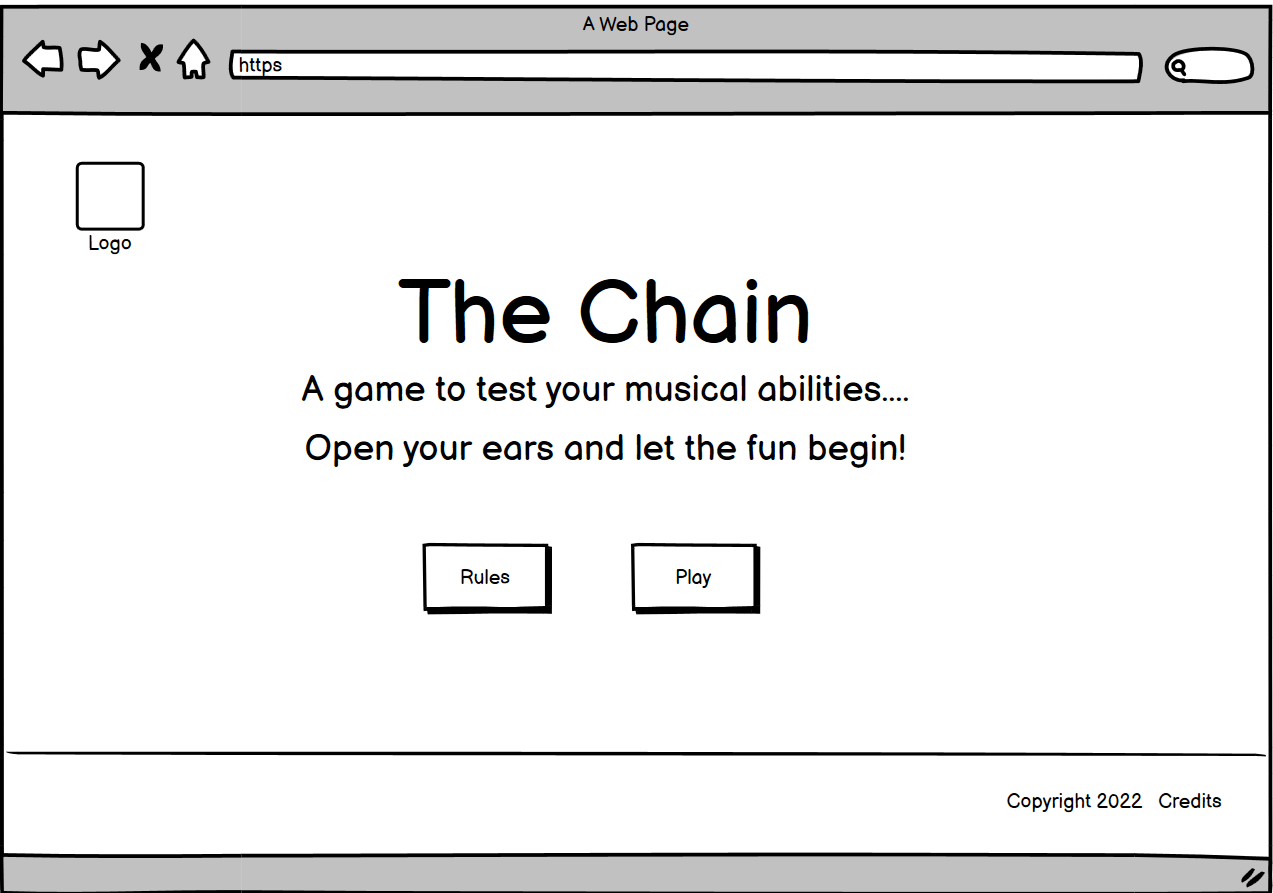 A Web Page
https
Logo
The Chain
A game to test your musical abilities....
Open your ears and let the fun begin!
Rules Play
Copyright 2022 Credits